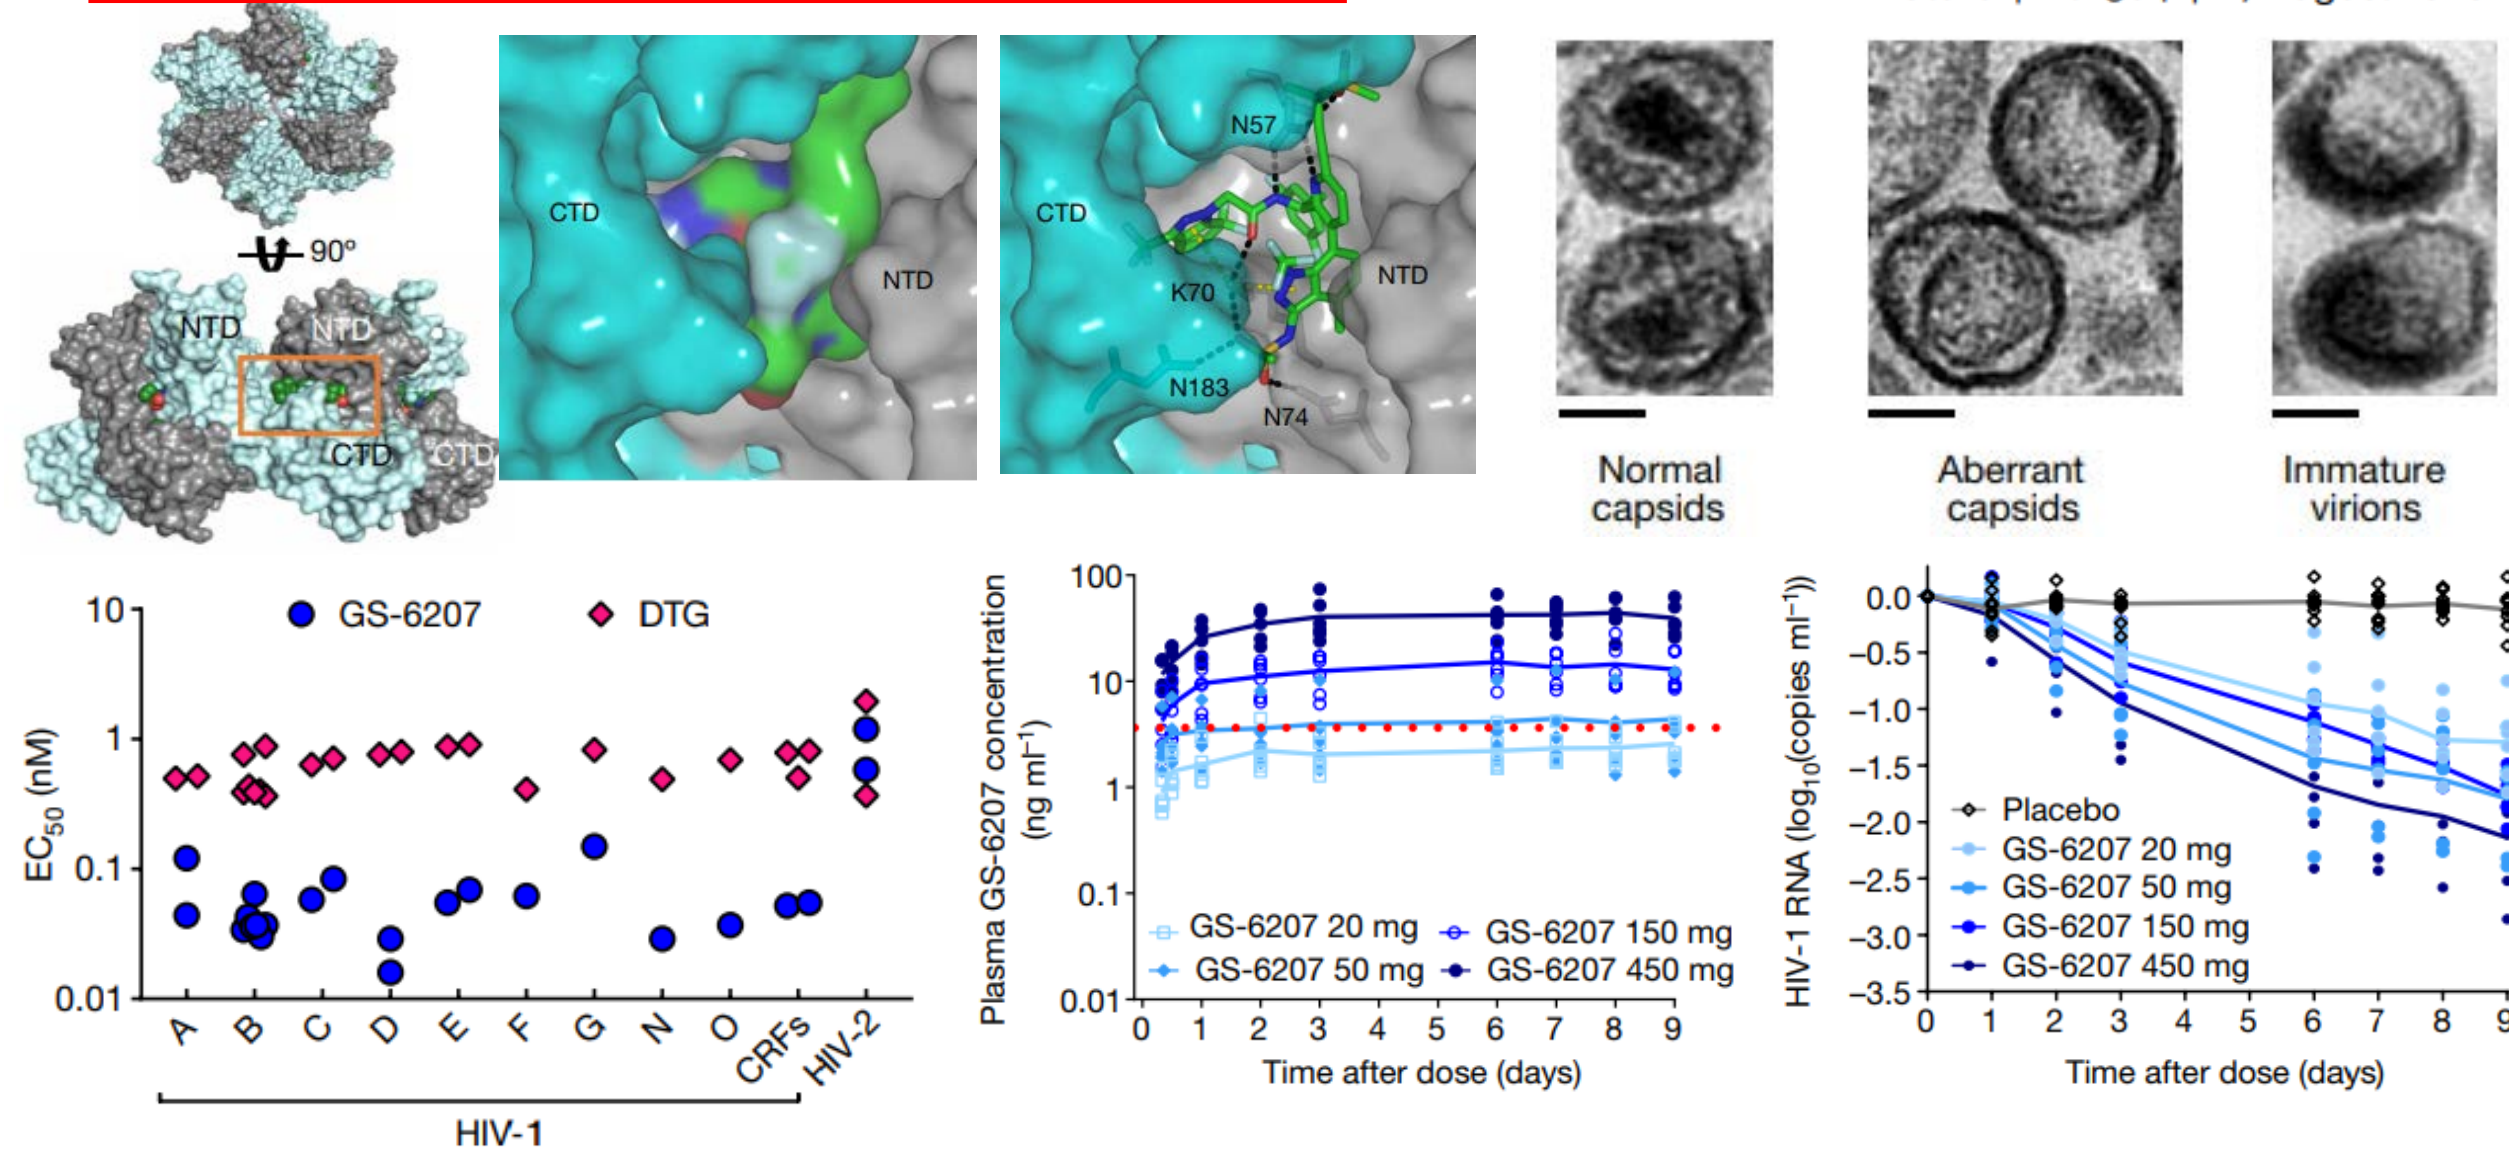 90º
NTD
NTD
CTD
CTD
CTD
NTD
N57
CTD
NTD
K70
N183
N74
Normal
capsids
Aberrant
capsids
Immature
virions
EC50 (nM)
10
1
0.1
0.01
GS-6207
DTG
A
B
C
D
E
F
G
N
O
CRFs
HIV-2
HIV-1
Plasma GS-6207 concentration
(ng ml–1)
100
10
1
0.1
0.01
GS-6207 20 mg
GS-6207 150 mg
GS-6207 50 mg
GS-6207 450 mg
0 1 2 3 4 5 6 7 8 9
Time after dose (days)
HIV-1 RNA (log10(copies ml–1))
0.0
–0.5
–1.0
–1.5
–2.0
–2.5
–3.0
–3.5
Placebo
GS-6207 20 mg
GS-6207 50 mg
GS-6207 150 mg
GS-6207 450 mg
0 1 2 3 4 5 6 7 8 9
Time after dose (days)